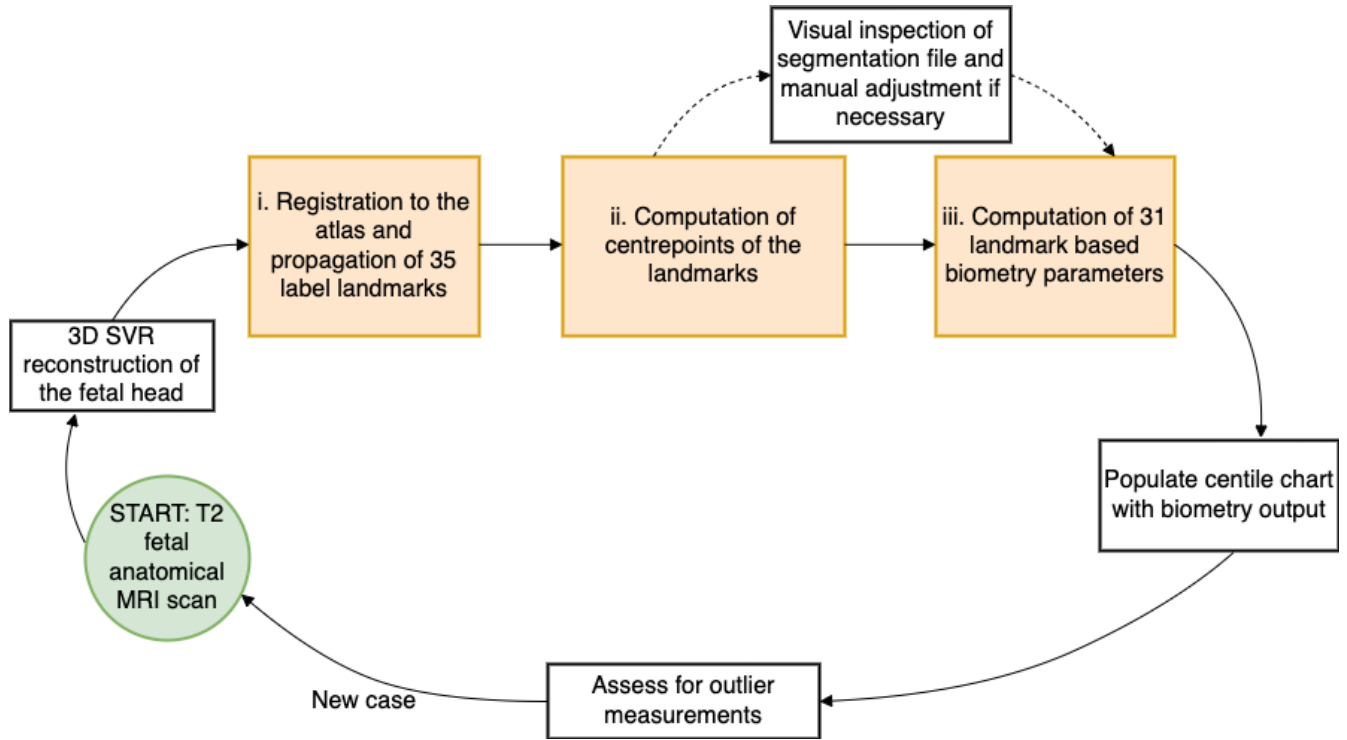 Visual inspection of
segmentation file and
manual adjustment if
necessary
i. Registration to the
atlas and
propagation of 35
label landmarks
ii. Computation of
centrepoints of the
landmarks
iii. Computation of 31
landmark based
biometry parameters
3D SVR
reconstruction of
the fetal head
START: T2
fetal
anatomical
MRI scan
Populate centile chart
with biometry output
Assess for outlier
measurements
New case